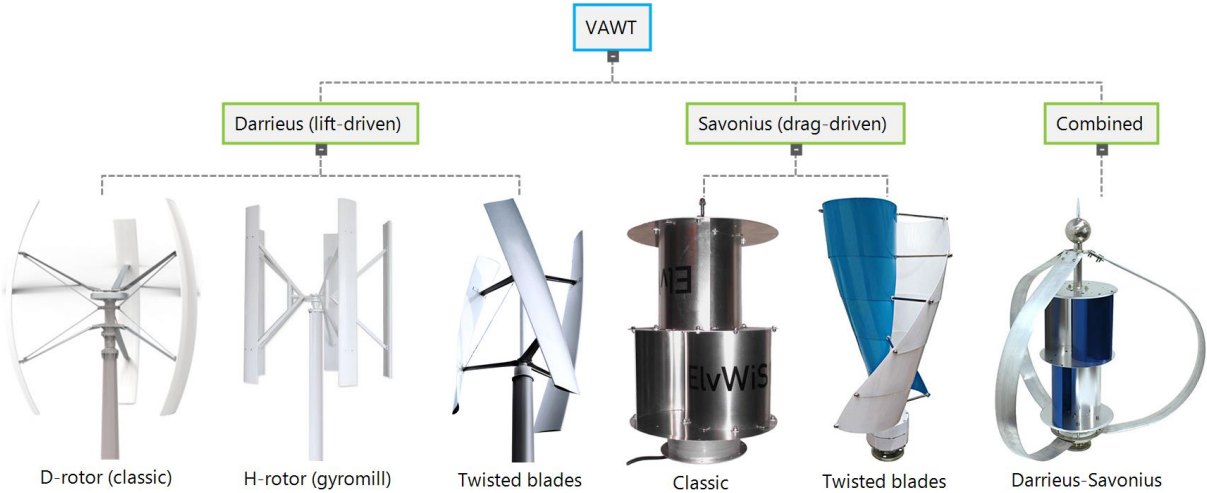 VAWT
Darrieus (lift-driven)
Savonius (drag-driven)
Combined
ElvWiS
D-rotor (classic)
H-rotor (gyromill)
Twisted blades
Classic
Twisted blades
Darrieus-Savonius